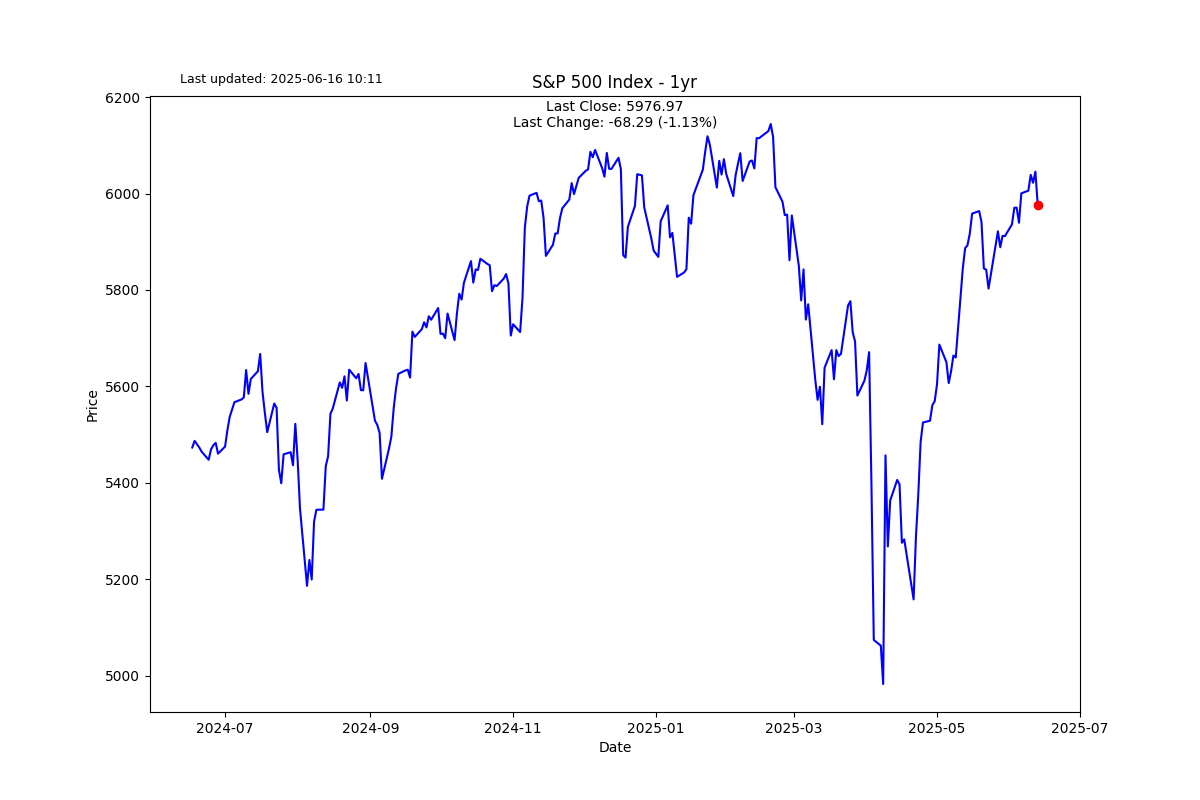 Last updated: 2025-06-16 10:11
S&P 500 Index - 1yr
Last Close: 5976.97
Last Change: -68.29 (-1.13%)
6200
6000
5800
5600
5400
5200
5000
Price
2024-07
2024-09
2024-11
2025-01
2025-03
2025-05
2025-07
Date